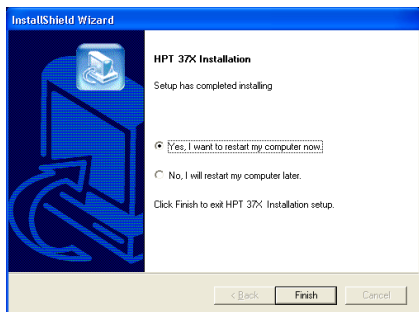 InstallShield Wizard
HPT 37X Installation
Setup has completed installing
Yes, I want to restart my computer now.
No, I will restart my computer later.
Click Finish to exit HPT 37X Installation setup.
< Back
Finish
Cancel